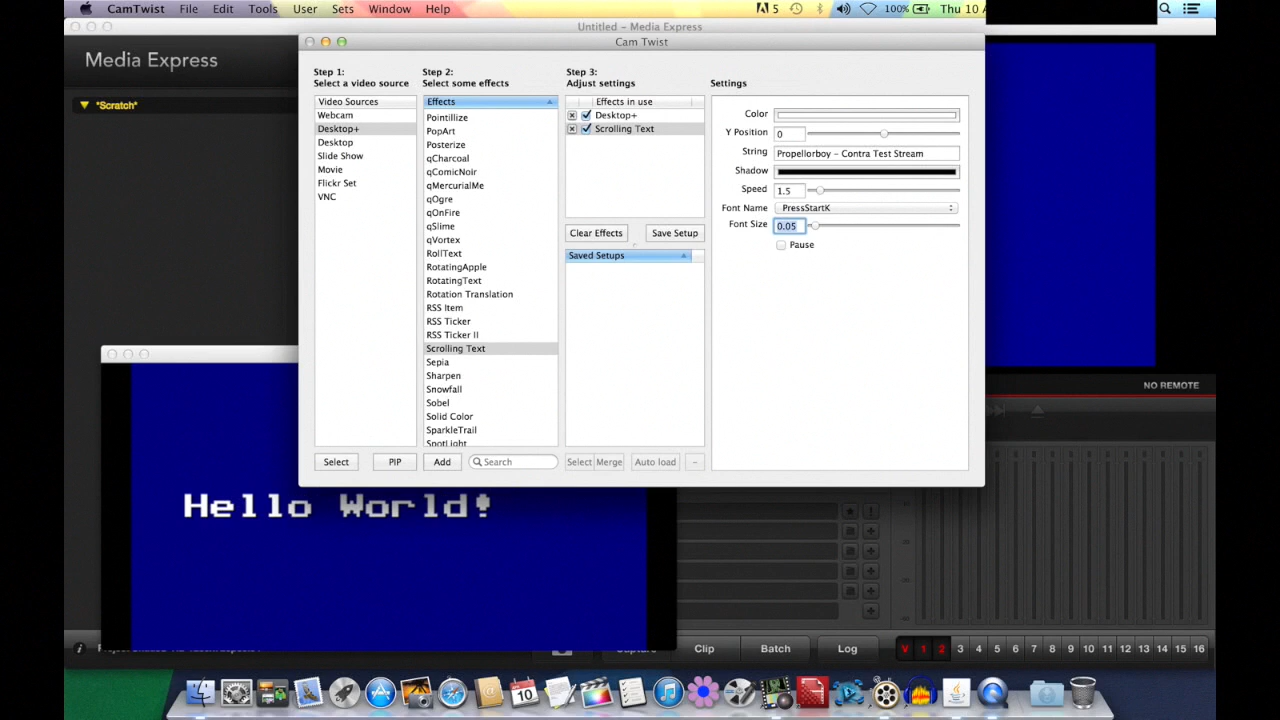 CamTwist File Edit Tools User Sets Window Help
5 100% Thu 10
Untitled - Media Express
Media Express
*Scratch*
Cam Twist
Step 1:
Select a video source
Step 2:
Select some effects
Step 3:
Adjust settings
Settings
Video Sources
Webcam
Desktop+
Desktop
Slide Show
Movie
Flickr Set
VNC
Effects
Pointillize
PopArt
Posterize
qCharcoal
qComicNoir
qMercurialMe
qOgre
qOnFire
qSlime
qVortex
RollText
RotatingApple
RotatingText
Rotation Translation
RSS Item
RSS Ticker
RSS Ticker II
Scrolling Text
Sepia
Sharpen
Snowfall
Sobel
Solid Color
SparkleTrail
SpotLight
Effects in use
Desktop+
Scrolling Text
Clear Effects Save Setup
Saved Setups
Color
Y Position 0
String Propellorboy - Contra Test Stream
Shadow
Speed 1.5
Font Name PressStartK
Font Size 0.05
Pause
Select PIP Add Search Select Merge Auto load -
NO REMOTE
Hello World!
Capture Clip Batch Log V 1 2 3 4 5 6 7 8 9 10 11 12 13 14 15 16
10